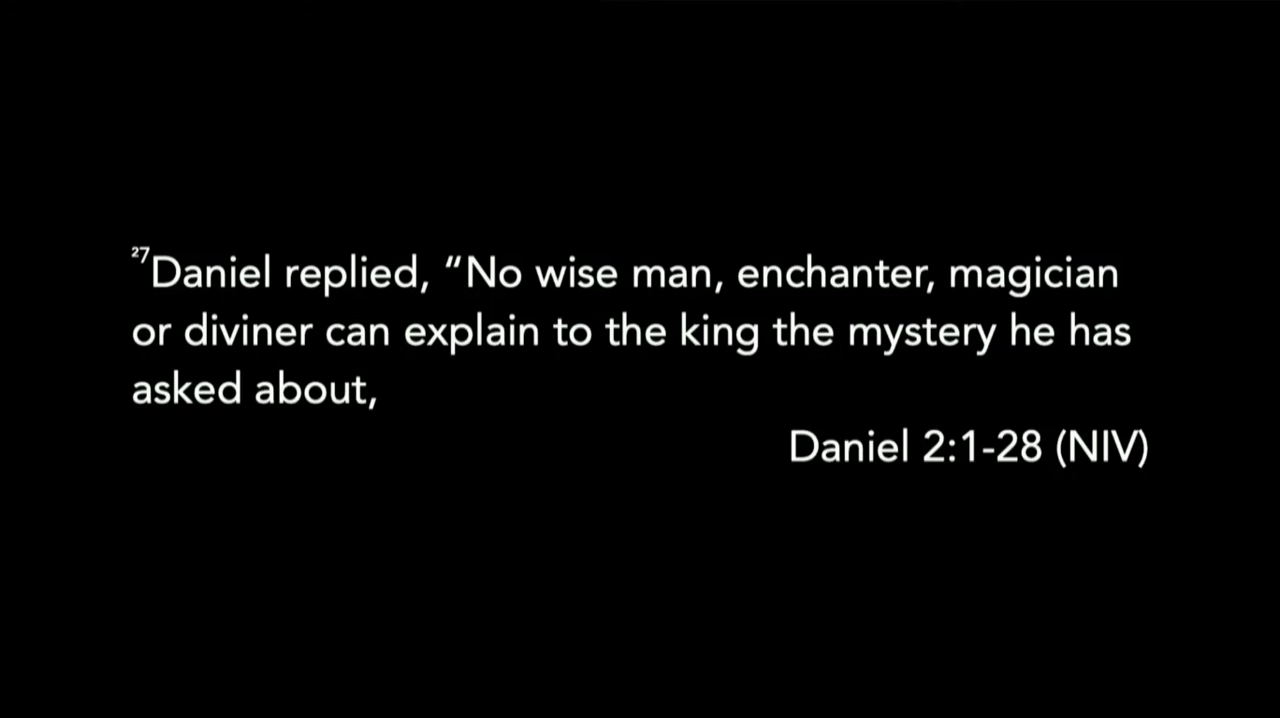 ²⁷Daniel replied, “No wise man, enchanter, magician
or diviner can explain to the king the mystery he has
asked about,
Daniel 2:1-28 (NIV)